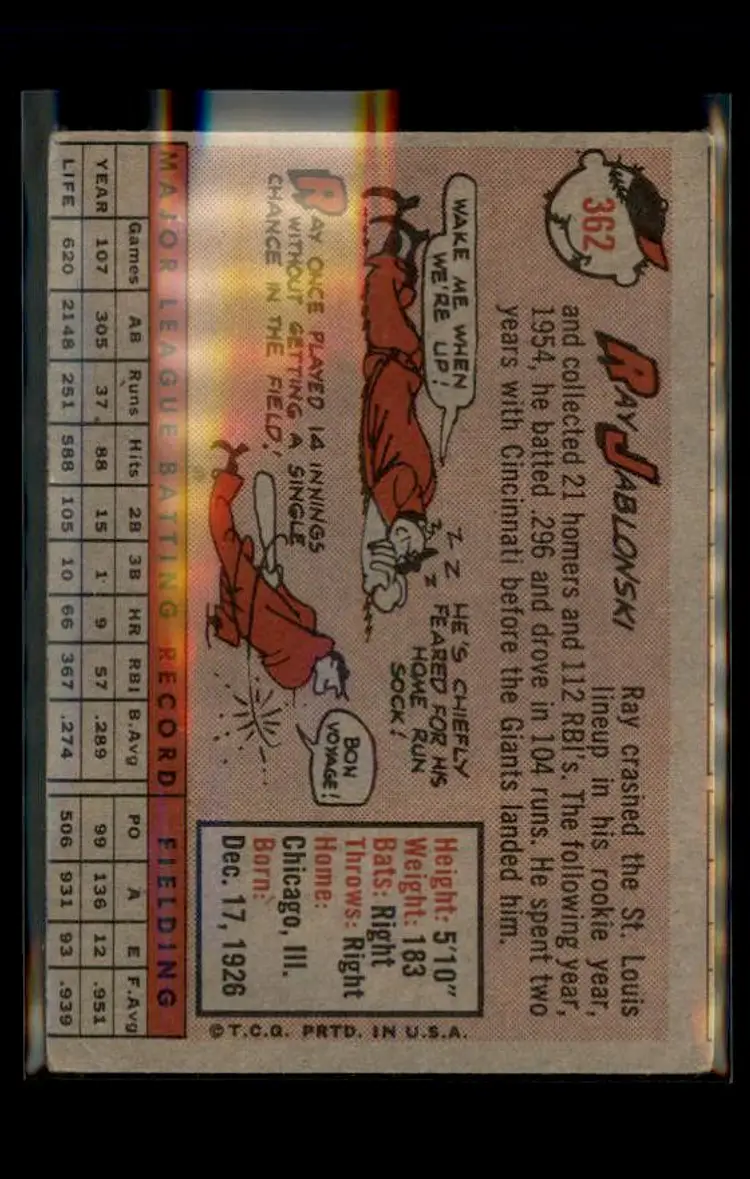 362
RAY JABLONSKI
Ray crashed the St. Louis
lineup in his rookie year,
and collected 21 homers and 112 RBI's. The following year,
1954, he batted .296 and drove in 104 runs. He spent two
years with Cincinnati before the Giants landed him.
WAKE ME WHEN
WE'RE UP!
Z Z Z Z
HE'S CHIEFLY
FEARED FOR HIS
HOME RUN
SOCK!
RAY ONCE PLAYED 14 INNINGS
WITHOUT GETTING A SINGLE
CHANCE IN THE FIELD!
BON
VOYAGE!
Height: 5'10"
Weight: 183
Bats: Right
Throws: Right
Home:
Chicago, Ill.
Born:
Dec. 17, 1926
©T.C.G. PRTD. IN U.S.A.
MAJOR LEAGUE BATTING RECORD FIELDING
Games AB Runs Hits 2B 3B HR RBI B.Avg PO A E F.Avg
YEAR 107 305 37 88 15 1 9 57 .289 99 136 12 .951
LIFE 620 2148 251 588 105 10 66 367 .274 506 931 93 .939